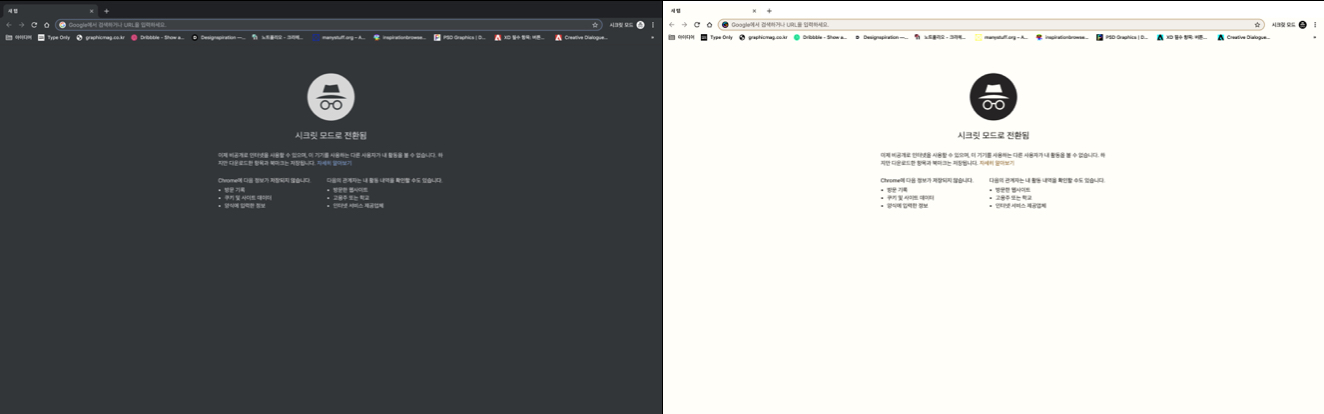 새 탭
Google에서 검색하거나 URL을 입력하세요.
시크릿 모드
아이디어 Type Only graphicmag.co.kr Dribbble - Show a... Designspiration —... 노트폴리오 - 크리에... manystuff.org – A... inspirationbrowse... PSD Graphics | D... XD 필수 항목: 버튼... Creative Dialogue...
시크릿 모드로 전환됨
이제 비공개로 인터넷을 사용할 수 있으며, 이 기기를 사용하는 다른 사용자가 내 활동을 볼 수 없습니다. 하
지만 다운로드한 항목과 북마크는 저장됩니다. 자세히 알아보기
Chrome에 다음 정보가 저장되지 않습니다.
• 방문 기록
• 쿠키 및 사이트 데이터
• 양식에 입력한 정보
다음의 관계자는 내 활동 내역을 확인할 수도 있습니다.
• 방문한 웹사이트
• 고용주 또는 학교
• 인터넷 서비스 제공업체
새 탭
Google에서 검색하거나 URL을 입력하세요.
시크릿 모드
아이디어 Type Only graphicmag.co.kr Dribbble - Show a... Designspiration —... 노트폴리오 - 크리에... manystuff.org – A... inspirationbrowse... PSD Graphics | D... XD 필수 항목: 버튼... Creative Dialogue...
시크릿 모드로 전환됨
이제 비공개로 인터넷을 사용할 수 있으며, 이 기기를 사용하는 다른 사용자가 내 활동을 볼 수 없습니다. 하
지만 다운로드한 항목과 북마크는 저장됩니다. 자세히 알아보기
Chrome에 다음 정보가 저장되지 않습니다.
• 방문 기록
• 쿠키 및 사이트 데이터
• 양식에 입력한 정보
다음의 관계자는 내 활동 내역을 확인할 수도 있습니다.
• 방문한 웹사이트
• 고용주 또는 학교
• 인터넷 서비스 제공업체